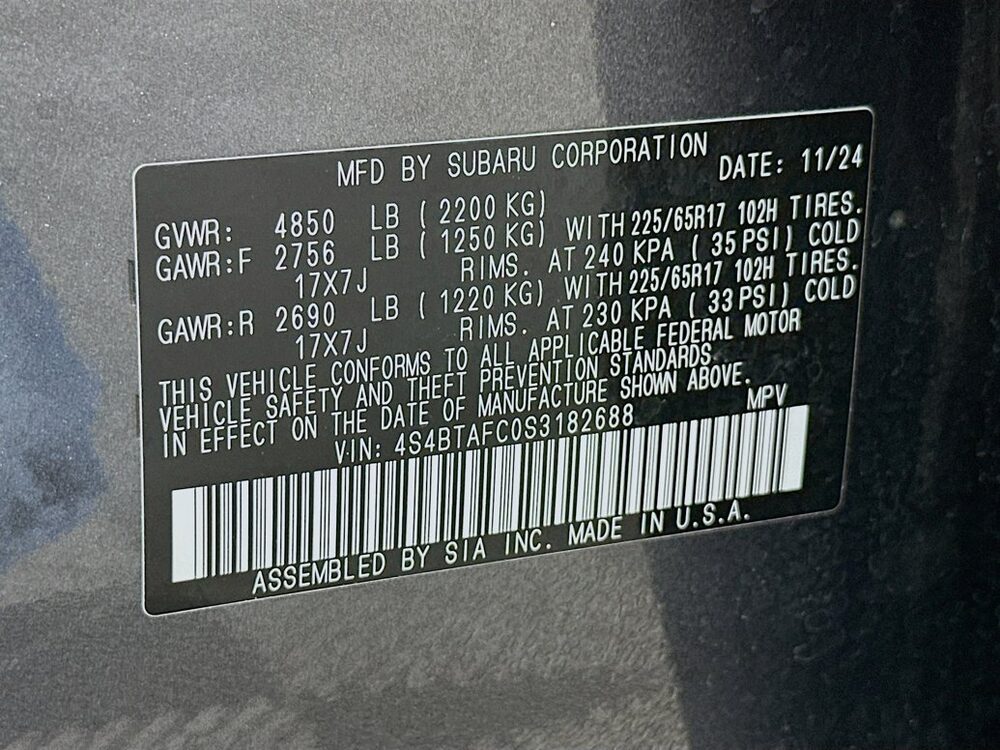 MFD BY SUBARU CORPORATION DATE: 11/24
GVWR: 4850 LB ( 2200 KG)
GAWR:F 2756 LB ( 1250 KG) WITH 225/65R17 102H TIRES.
17X7J RIMS. AT 240 KPA ( 35 PSI) COLD
GAWR:R 2690 LB ( 1220 KG) WITH 225/65R17 102H TIRES.
17X7J RIMS. AT 230 KPA ( 33 PSI) COLD
THIS VEHICLE CONFORMS TO ALL APPLICABLE FEDERAL MOTOR
VEHICLE SAFETY AND THEFT PREVENTION STANDARDS
IN EFFECT ON THE DATE OF MANUFACTURE SHOWN ABOVE.
VIN: 4S4BTAFC0S3182688 MPV
ASSEMBLED BY SIA INC. MADE IN U.S.A.